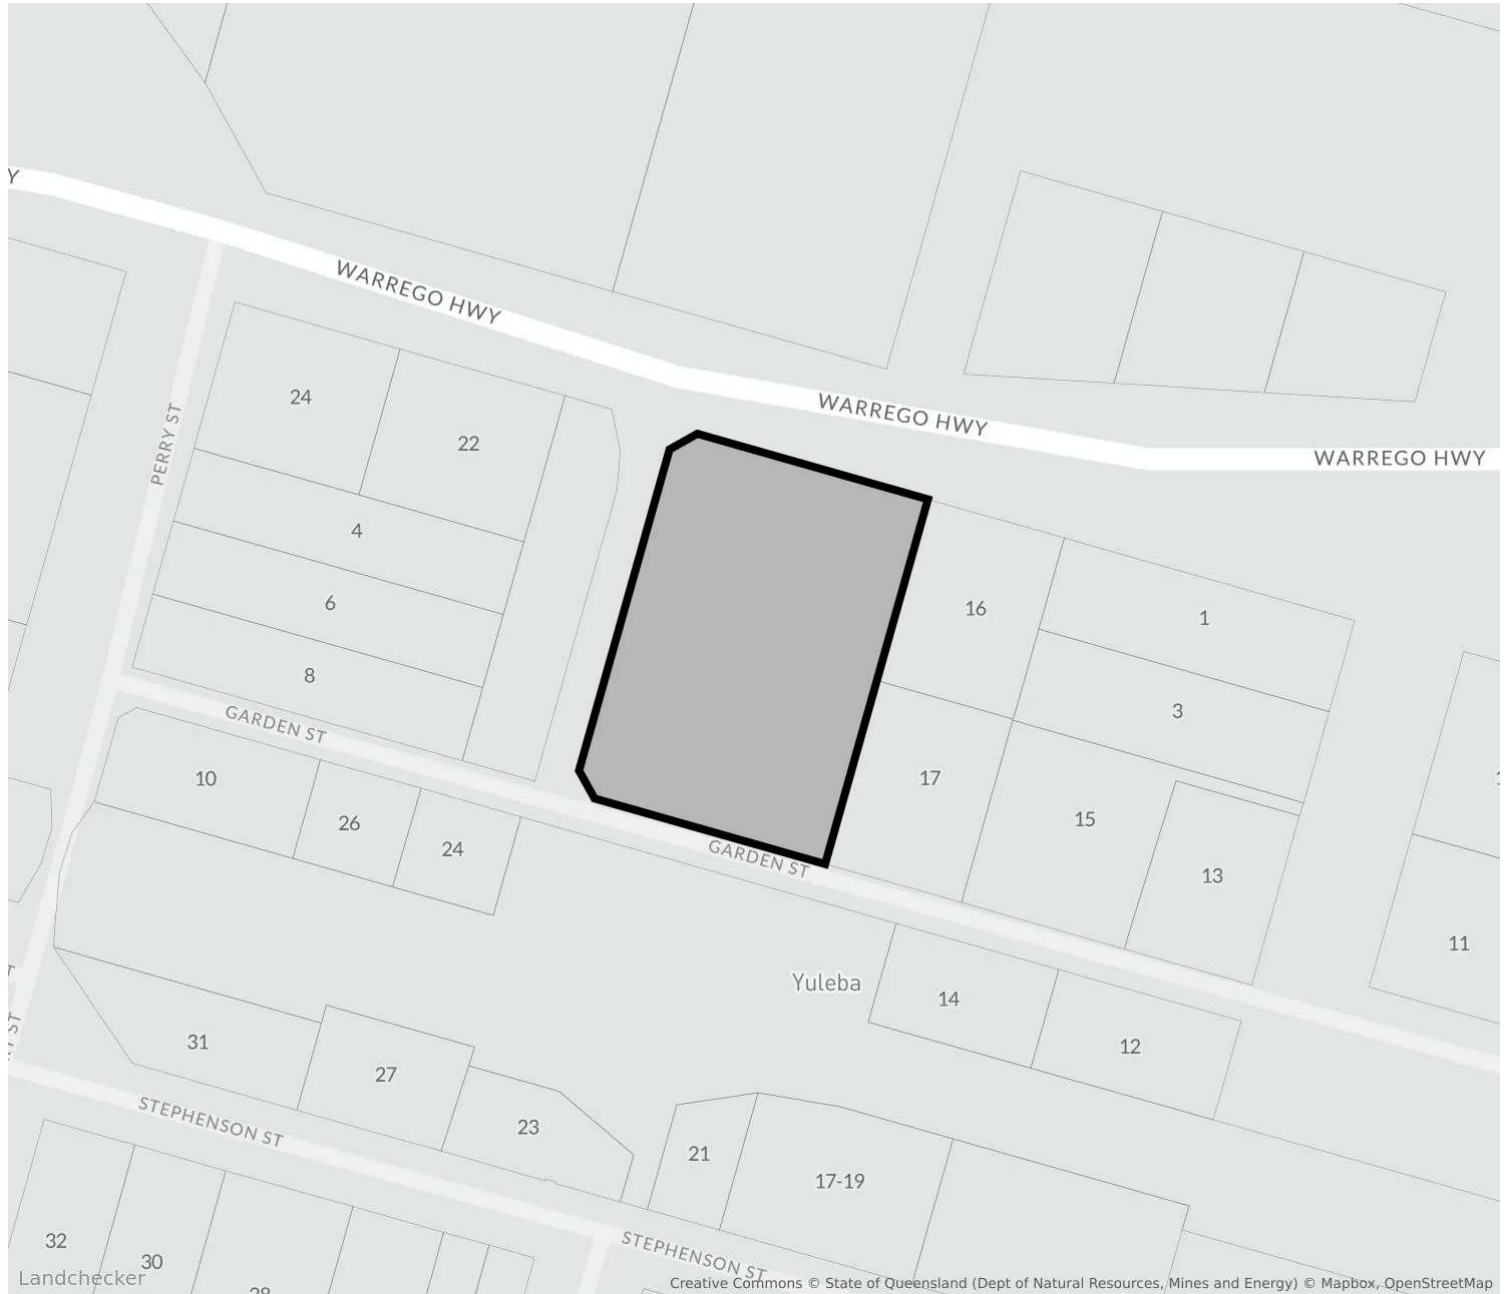 Y
WARREGO HWY
WARREGO HWY
WARREGO HWY
PERRY ST
24
22
4
6
8
16
1
3
GARDEN ST
10
26
24
17
15
13
11
GARDEN ST
Yuleba
14
12
31
27
23
21
17-19
STEPHENSON ST
STEPHENSON ST
32
30
Landchecker
Creative Commons © State of Queensland (Dept of Natural Resources, Mines and Energy) © Mapbox, OpenStreetMap